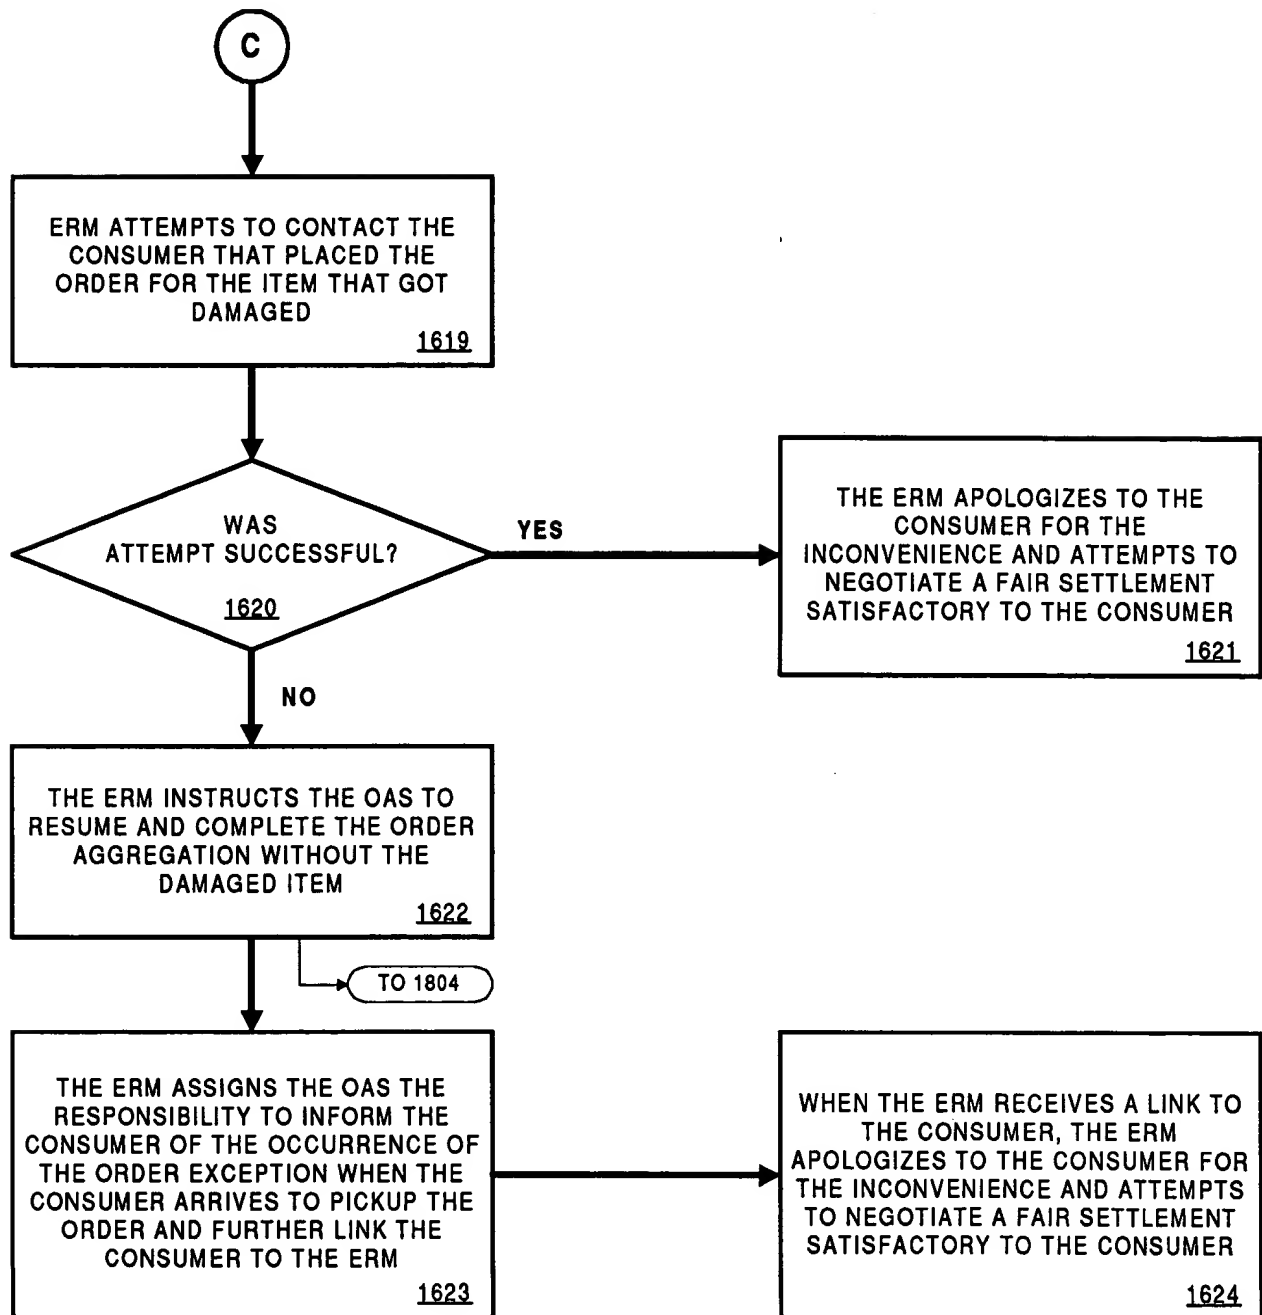 C
ERM ATTEMPTS TO CONTACT THE
CONSUMER THAT PLACED THE
ORDER FOR THE ITEM THAT GOT
DAMAGED
1619
WAS
ATTEMPT SUCCESSFUL?
1620
YES
THE ERM APOLOGIZES TO THE
CONSUMER FOR THE
INCONVENIENCE AND ATTEMPTS TO
NEGOTIATE A FAIR SETTLEMENT
SATISFACTORY TO THE CONSUMER
1621
NO
THE ERM INSTRUCTS THE OAS TO
RESUME AND COMPLETE THE ORDER
AGGREGATION WITHOUT THE
DAMAGED ITEM
1622
TO 1804
THE ERM ASSIGNS THE OAS THE
RESPONSIBILITY TO INFORM THE
CONSUMER OF THE OCCURRENCE OF
THE ORDER EXCEPTION WHEN THE
CONSUMER ARRIVES TO PICKUP THE
ORDER AND FURTHER LINK THE
CONSUMER TO THE ERM
1623
WHEN THE ERM RECEIVES A LINK TO
THE CONSUMER, THE ERM
APOLOGIZES TO THE CONSUMER FOR
THE INCONVENIENCE AND ATTEMPTS
TO NEGOTIATE A FAIR SETTLEMENT
SATISFACTORY TO THE CONSUMER
1624